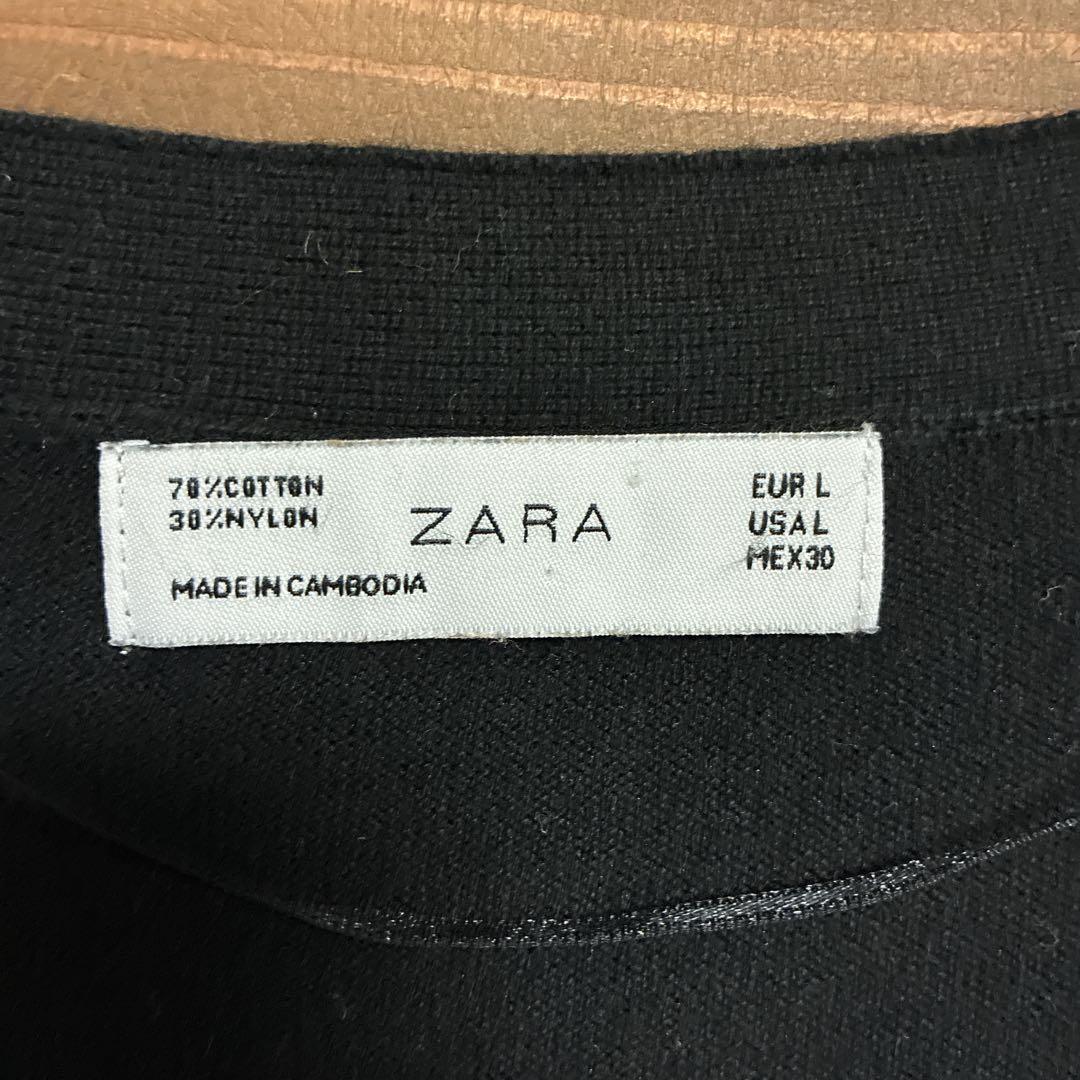 70%COTTON
30%NYLON
MADE IN CAMBODIA
ZARA
EUR L
USA L
MEX 30